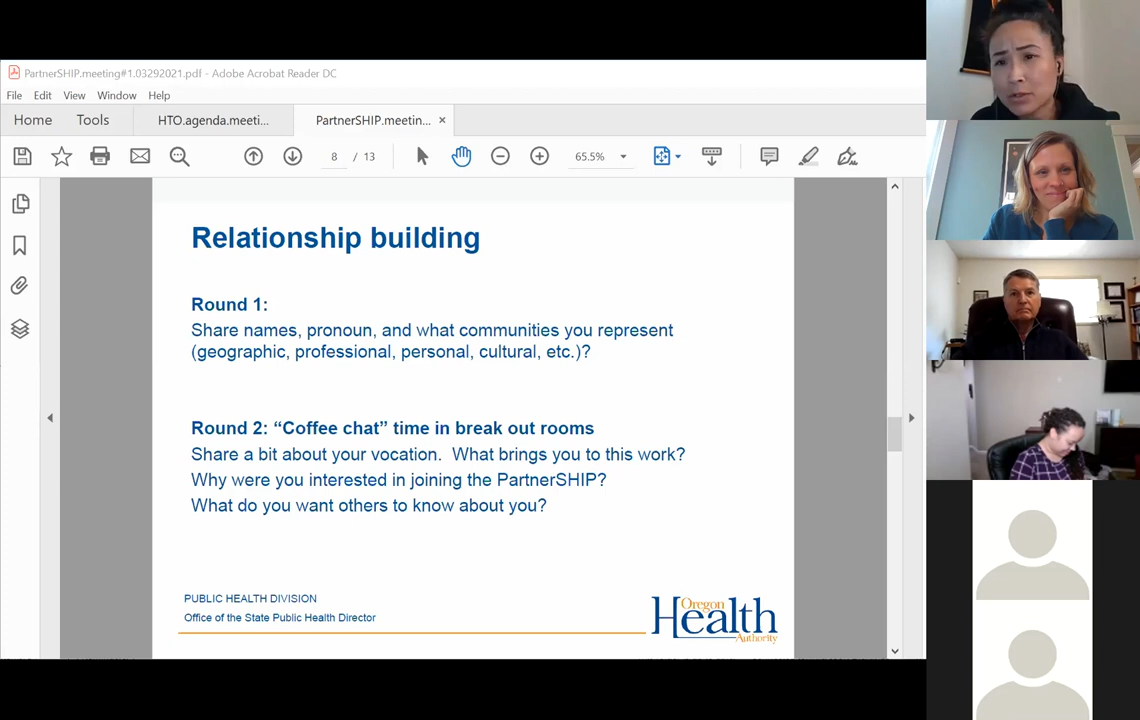 PartnerSHIP.meeting#1.03292021.pdf - Adobe Acrobat Reader DC
File Edit View Window Help
Home Tools HTO.agenda.meeti... PartnerSHIP.meetin... ×
8 / 13 65.5%
Relationship building
Round 1:
Share names, pronoun, and what communities you represent
(geographic, professional, personal, cultural, etc.)?
Round 2: “Coffee chat” time in break out rooms
Share a bit about your vocation. What brings you to this work?
Why were you interested in joining the PartnerSHIP?
What do you want others to know about you?
PUBLIC HEALTH DIVISION
Office of the State Public Health Director
Oregon
Health
Authority